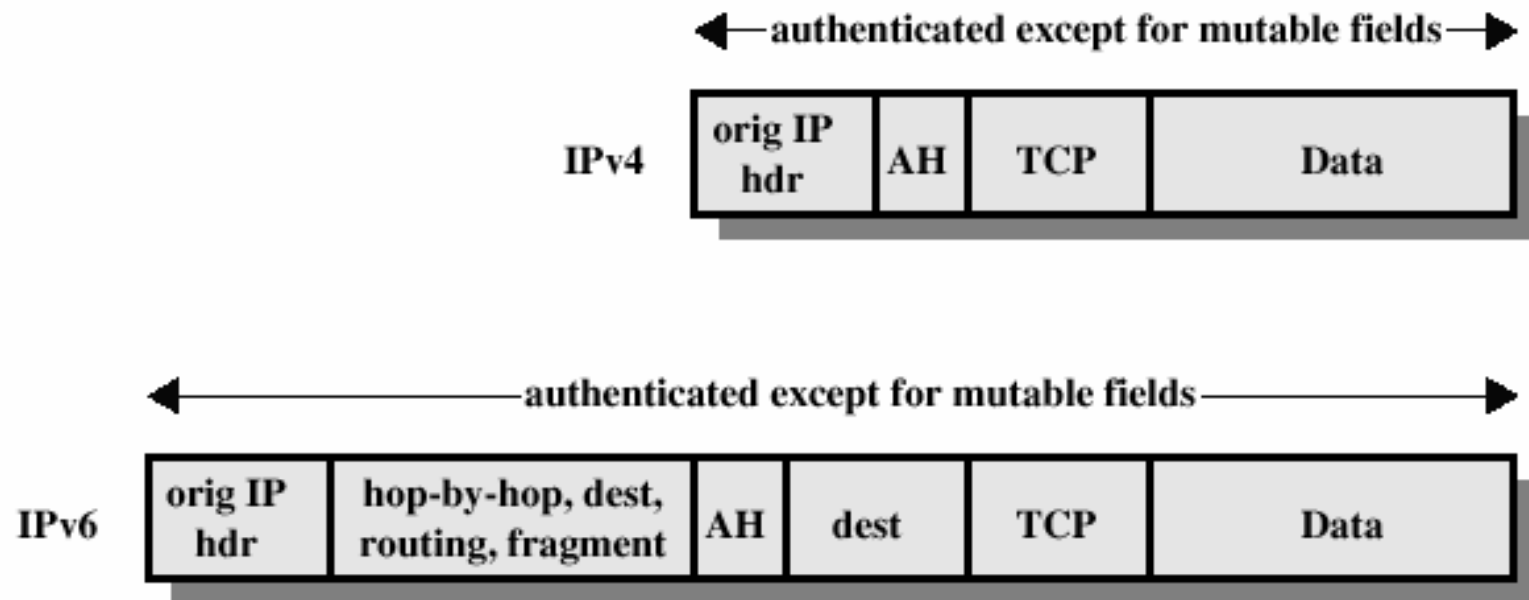 authenticated except for mutable fields
IPv4
orig IP
hdr
AH
TCP
Data
authenticated except for mutable fields
IPv6
orig IP
hdr
hop-by-hop, dest,
routing, fragment
AH
dest
TCP
Data